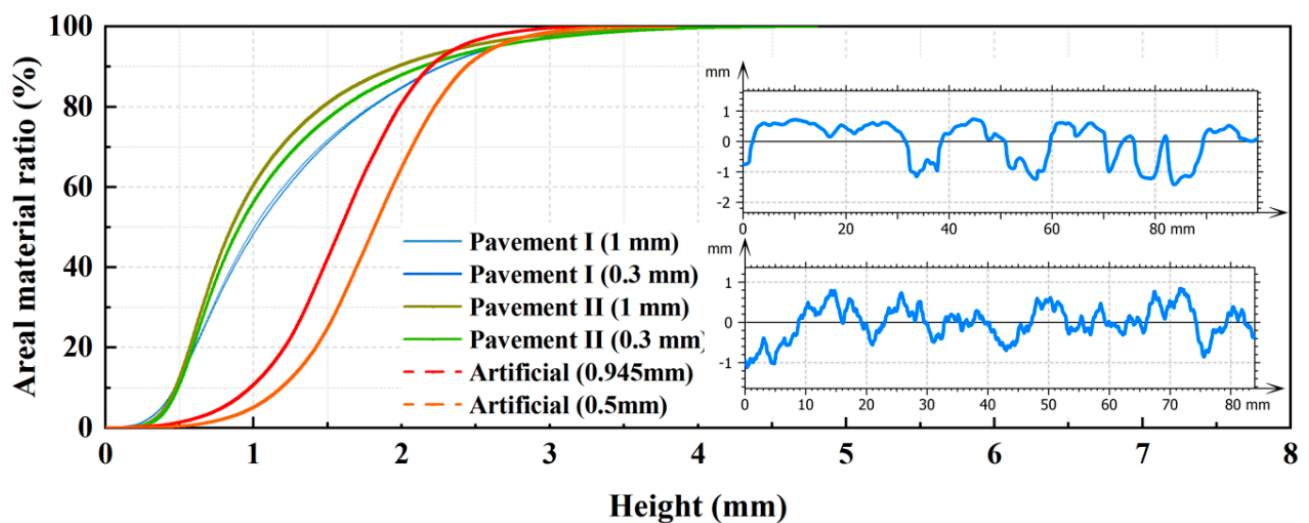 Areal material ratio (%)
100
80
60
40
20
0
0 1 2 3 4 5 6 7 8
Height (mm)
Pavement I (1 mm)
Pavement I (0.3 mm)
Pavement II (1 mm)
Pavement II (0.3 mm)
Artificial (0.945mm)
Artificial (0.5mm)
mm
1
0
-1
-2
0 20 40 60 80 mm
mm
1
0
-1
0 10 20 30 40 50 60 70 80 mm